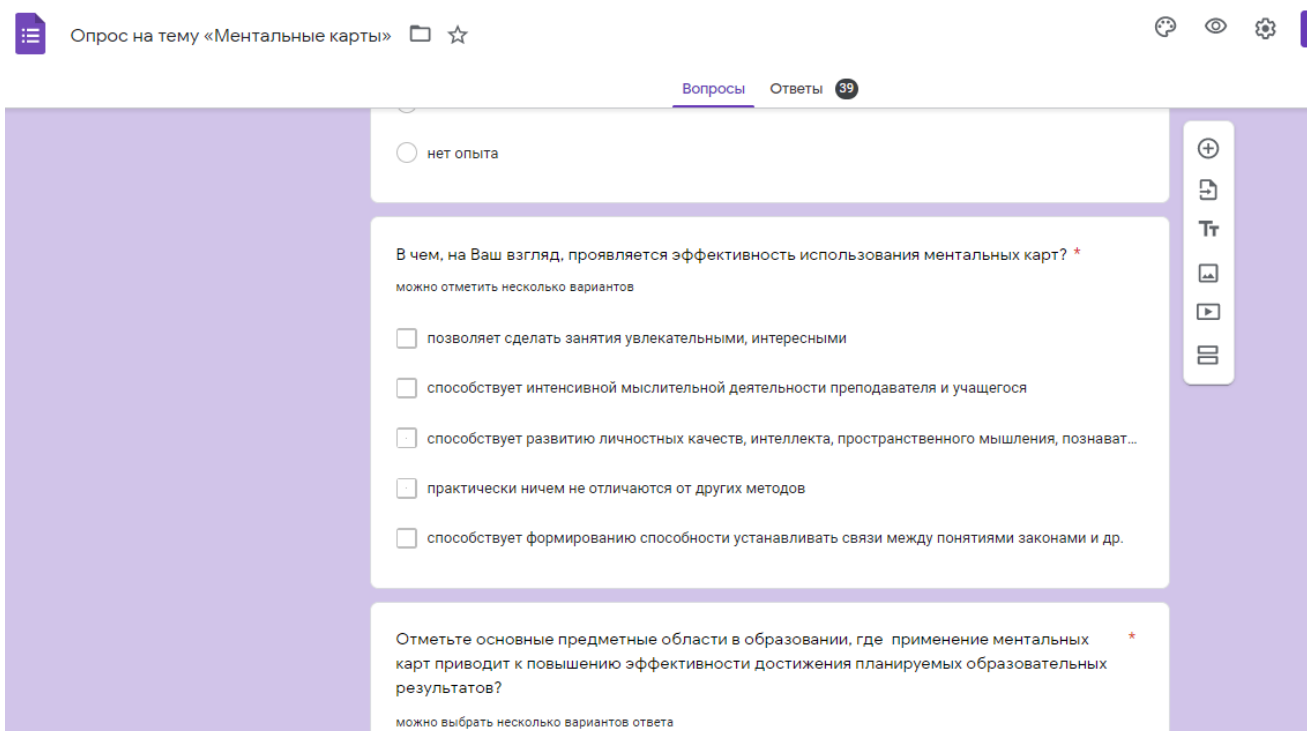 Опрос на тему «Ментальные карты»
Вопросы Ответы 39
нет опыта
В чем, на Ваш взгляд, проявляется эффективность использования ментальных карт? *
можно отметить несколько вариантов
позволяет сделать занятия увлекательными, интересными
способствует интенсивной мыслительной деятельности преподавателя и учащегося
способствует развитию личностных качеств, интеллекта, пространственного мышления, познават...
практически ничем не отличаются от других методов
способствует формированию способности устанавливать связи между понятиями законами и др.
Отметьте основные предметные области в образовании, где применение ментальных *
карт приводит к повышению эффективности достижения планируемых образовательных
результатов?
можно выбрать несколько вариантов ответа